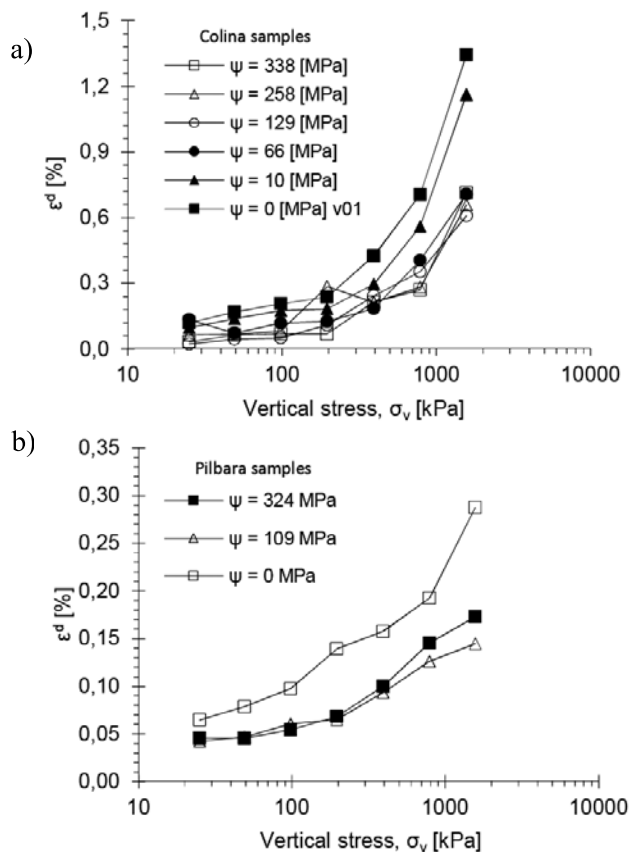 a)
Colina samples
ψ = 338 [MPa]
ψ = 258 [MPa]
ψ = 129 [MPa]
ψ = 66 [MPa]
ψ = 10 [MPa]
ψ = 0 [MPa] v01
1,5
1,2
0,9
0,6
0,3
0,0
εᵈ [%]
10
100
1000
10000
Vertical stress, σᵥ [kPa]
b)
Pilbara samples
ψ = 324 MPa
ψ = 109 MPa
ψ = 0 MPa
0,35
0,30
0,25
0,20
0,15
0,10
0,05
0,00
εᵈ [%]
10
100
1000
10000
Vertical stress, σᵥ [kPa]